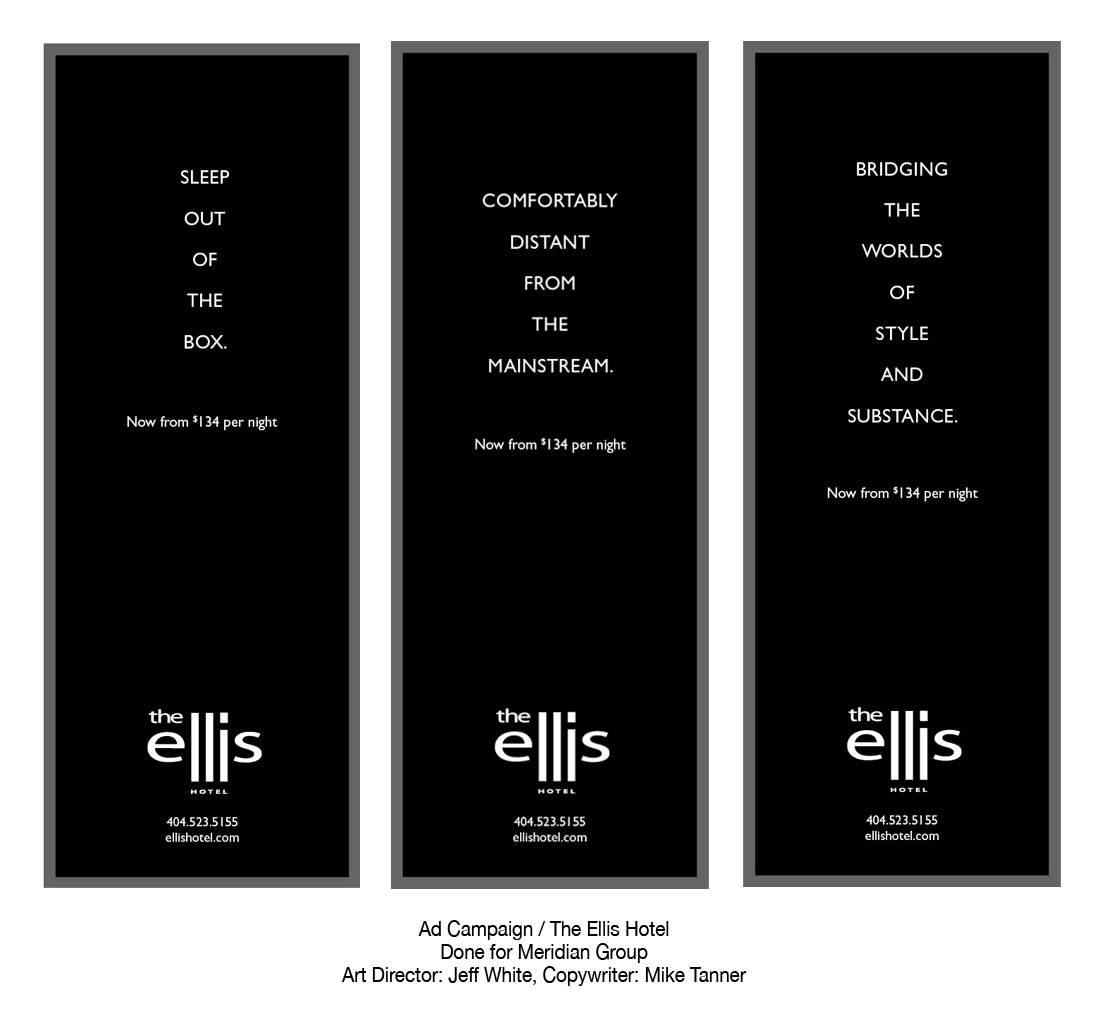 SLEEP
OUT
OF
THE
BOX.
Now from $134 per night
the
ellis
HOTEL
404.523.5155
ellishotel.com
COMFORTABLY
DISTANT
FROM
THE
MAINSTREAM.
Now from $134 per night
the
ellis
HOTEL
404.523.5155
ellishotel.com
BRIDGING
THE
WORLDS
OF
STYLE
AND
SUBSTANCE.
Now from $134 per night
the
ellis
HOTEL
404.523.5155
ellishotel.com
Ad Campaign / The Ellis Hotel
Done for Meridian Group
Art Director: Jeff White, Copywriter: Mike Tanner